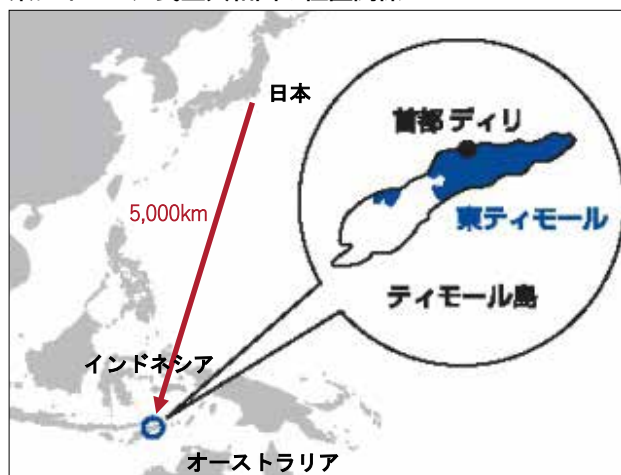 日本
首都 ディリ
5,000km
東ティモール
ティモール島
インドネシア
オーストラリア